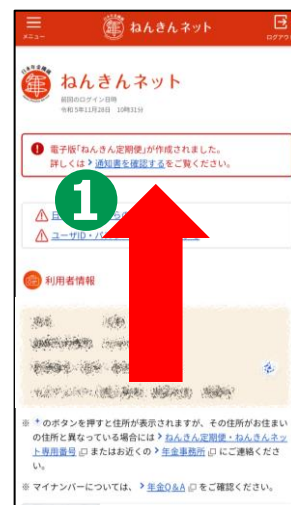 メニュー
ねんきんネット
ログアウト
ねんきんネット
前回のログイン日時
令和5年11月28日 10時31分
電子版「ねんきん定期便」が作成されました。
詳しくは > 通知書を確認する をご覧ください。
1
ユーザID・パ
利用者情報
※ のボタンを押すと住所が表示されますが、その住所がお住まい
の住所と異なっている場合には > ねんきん定期便・ねんきんネッ
ト専用番号 またはお近くの > 年金事務所 にご連絡くださ
い。
※ マイナンバーについては、 > 年金Q&A をご確認ください。